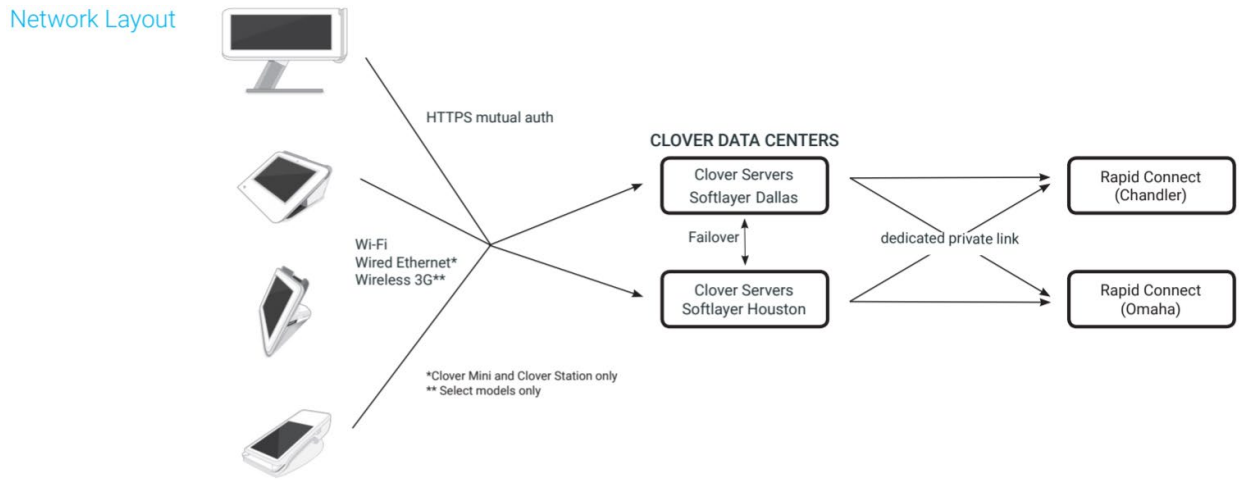 Network Layout
HTTPS mutual auth
Wi-Fi
Wired Ethernet*
Wireless 3G**
*Clover Mini and Clover Station only
** Select models only
CLOVER DATA CENTERS
Clover Servers
Softlayer Dallas
Failover
Clover Servers
Softlayer Houston
dedicated private link
Rapid Connect
(Chandler)
Rapid Connect
(Omaha)